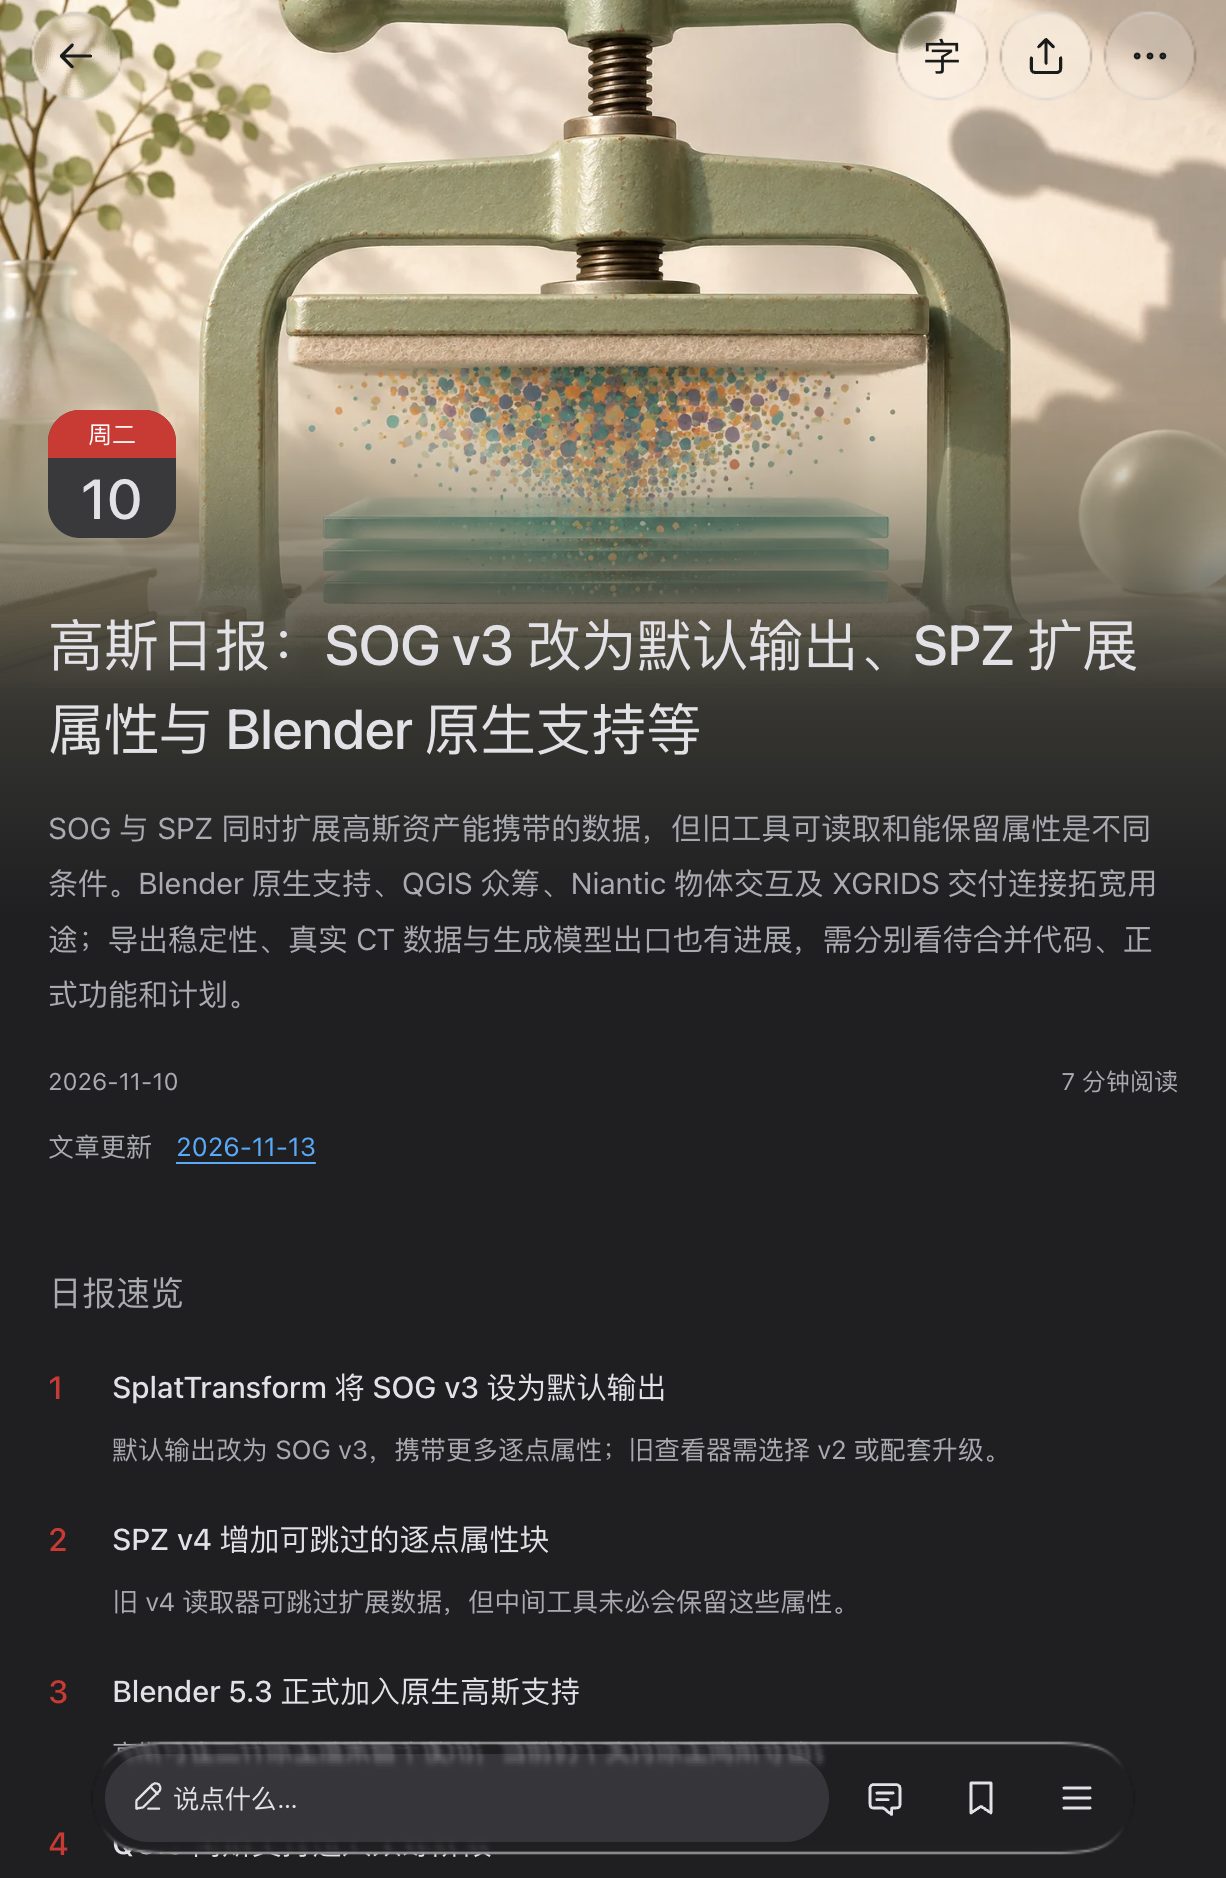 字
周二
10
高斯日报：SOG v3 改为默认输出、SPZ 扩展
属性与 Blender 原生支持等
SOG 与 SPZ 同时扩展高斯资产能携带的数据，但旧工具可读取和能保留属性是不同
条件。Blender 原生支持、QGIS 众筹、Niantic 物体交互及 XGRIDS 交付连接拓宽用
途；导出稳定性、真实 CT 数据与生成模型出口也有进展，需分别看待合并代码、正
式功能和计划。
2026-11-10
7 分钟阅读
文章更新 2026-11-13
日报速览
1 SplatTransform 将 SOG v3 设为默认输出
默认输出改为 SOG v3，携带更多逐点属性；旧查看器需选择 v2 或配套升级。
2 SPZ v4 增加可跳过的逐点属性块
旧 v4 读取器可跳过扩展数据，但中间工具未必会保留这些属性。
3 Blender 5.3 正式加入原生高斯支持
说点什么...
4